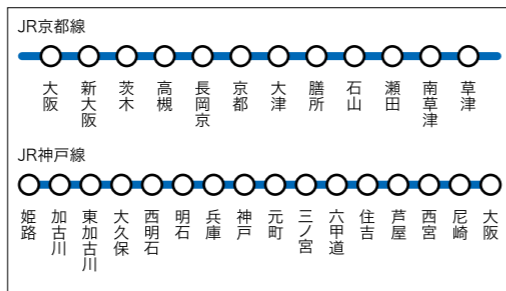 JR京都線
大阪
新大阪
茨木
高槻
長岡京
京都
大津
膳所
石山
瀬田
南草津
草津
JR神戸線
姫路
加古川
東加古川
大久保
西明石
明石
兵庫
神戸
元町
三ノ宮
六甲道
住吉
芦屋
西宮
尼崎
大阪